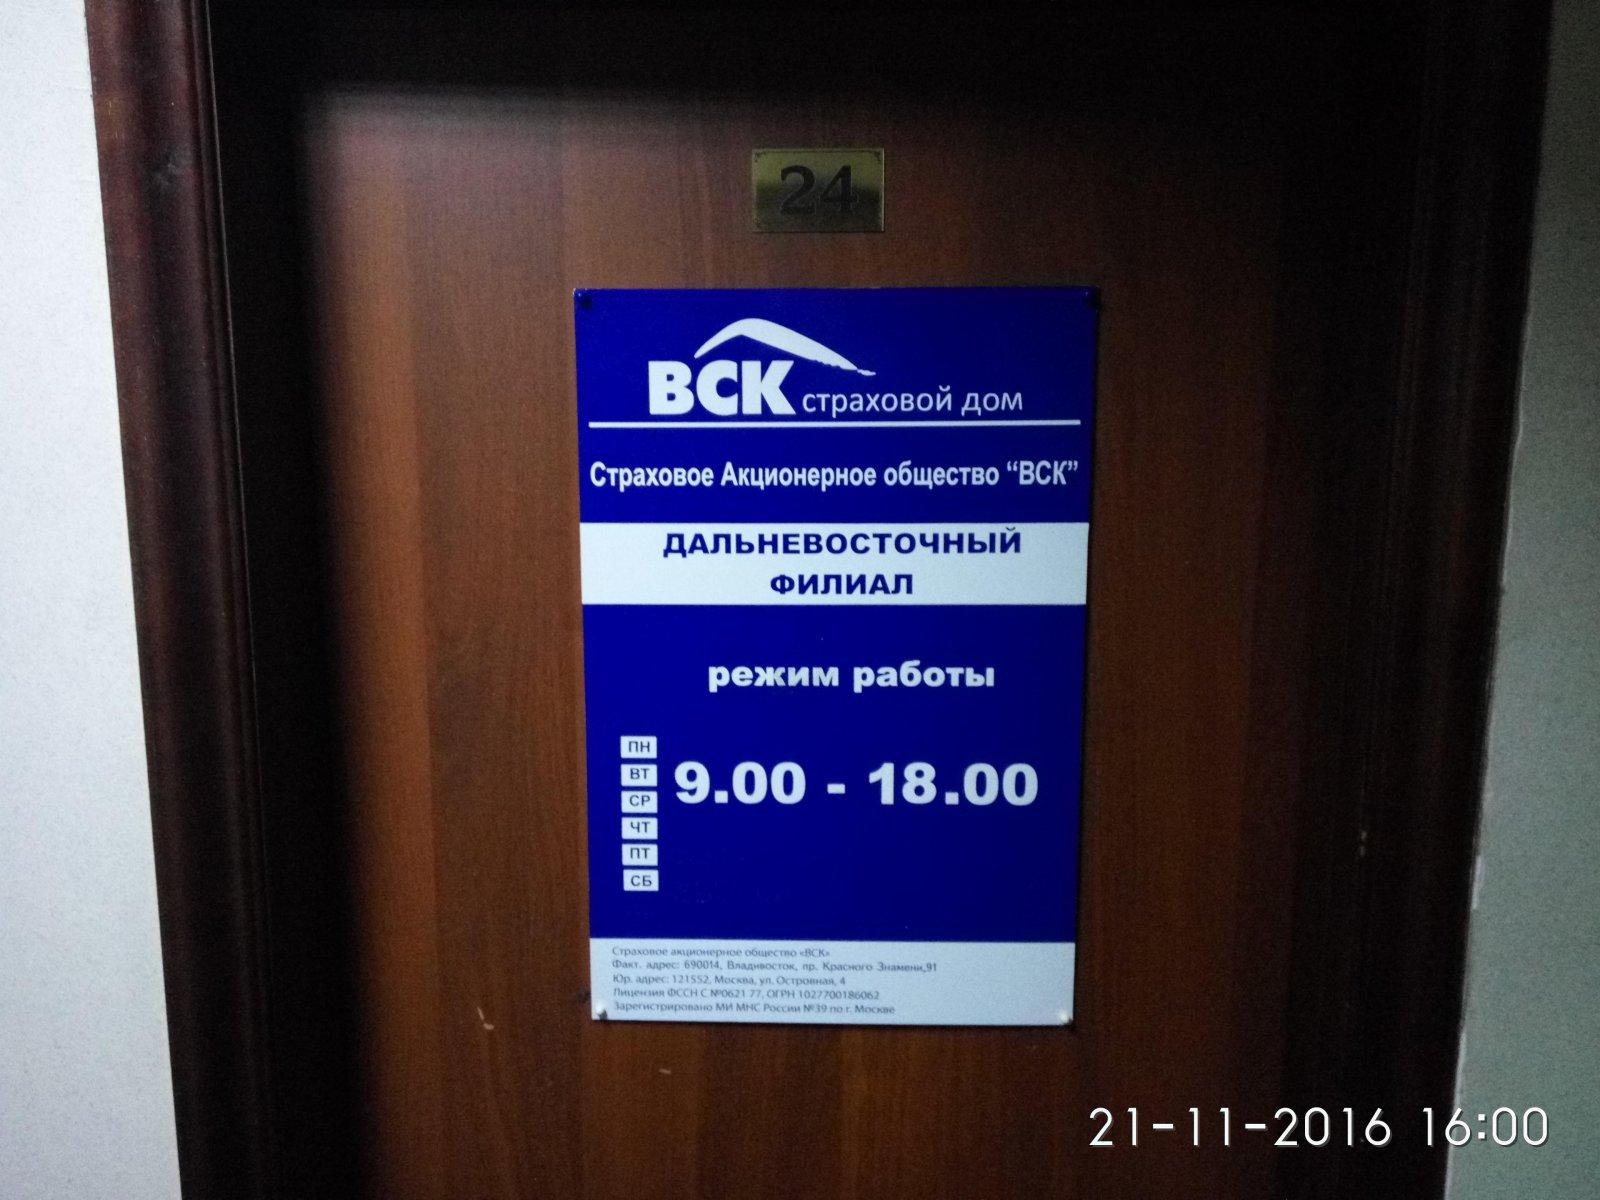 24
ВСК страховой дом
Страховое Акционерное общество “ВСК”
ДАЛЬНЕВОСТОЧНЫЙ
ФИЛИАЛ
режим работы
ПН
ВТ
9.00 - 18.00
СР
ЧТ
ПТ
СБ
Страховое акционерное общество «ВСК»
Факт. адрес: 690014, Владивосток, пр. Красного Знамени,91
Юр. адрес: 121552, Москва, ул. Островная, 4
Лицензия ФССН С №0621 77, ОГРН 1027700186062
Зарегистрировано МИ МНС России №39 по г. Москве
21-11-2016 16:00